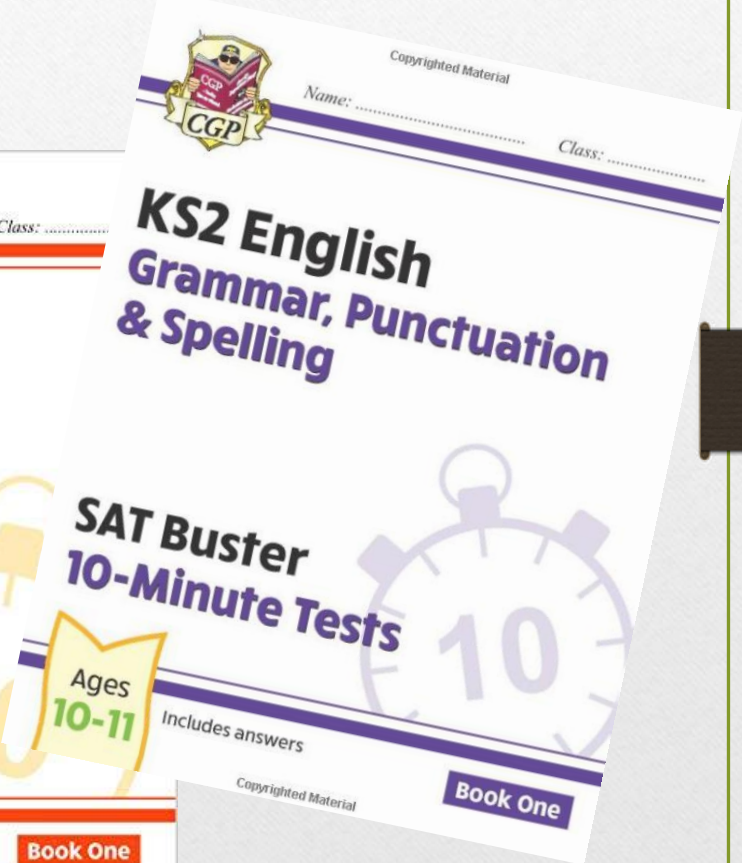 Copyrighted Material
CGP
CGP
Name: ........................................
Class: .......................
KS2 English
Grammar, Punctuation
& Spelling
SAT Buster
10-Minute Tests
10
Ages
10-11
Includes answers
Copyrighted Material
Book One
Class: ..............
Book One